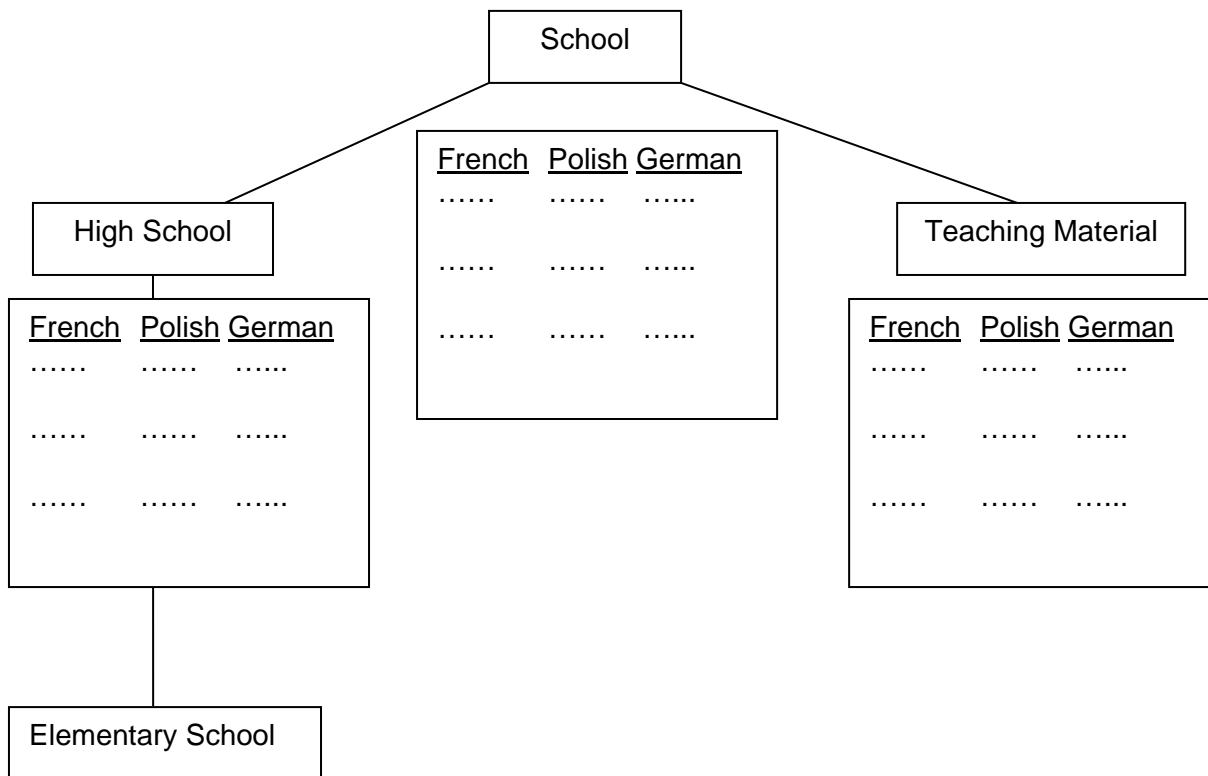 School
French Polish German
…… …… …...
…… …… …...
…… …… …...
High School
French Polish German
…… …… …...
…… …… …...
…… …… …...
Teaching Material
French Polish German
…… …… …...
…… …… …...
…… …… …...
Elementary School